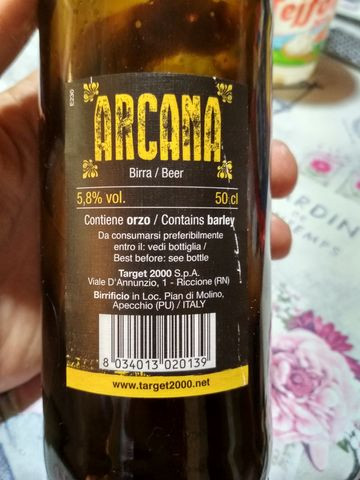 E230
ARCANA
Birra / Beer
5,8% vol. 50 cl
Contiene orzo / Contains barley
Da consumarsi preferibilmente
entro il: vedi bottiglia /
Best before: see bottle
Target 2000 S.p.A.
Viale D'Annunzio, 1 - Riccione (RN)
Birrificio in Loc. Pian di Molino,
Apecchio (PU) / ITALY
8 034013 020139
www.target2000.net
JARDIN